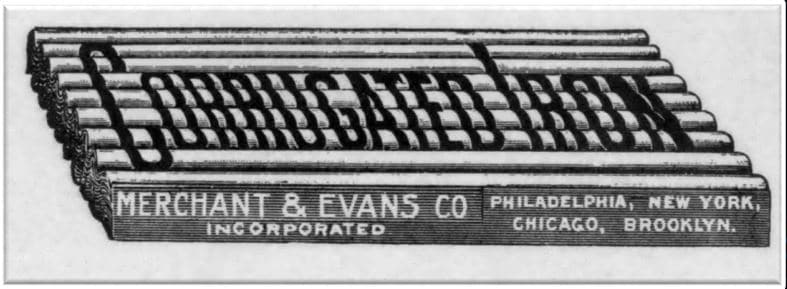 CORRUGATED IRON
MERCHANT & EVANS CO
INCORPORATED
PHILADELPHIA, NEW YORK,
CHICAGO, BROOKLYN.